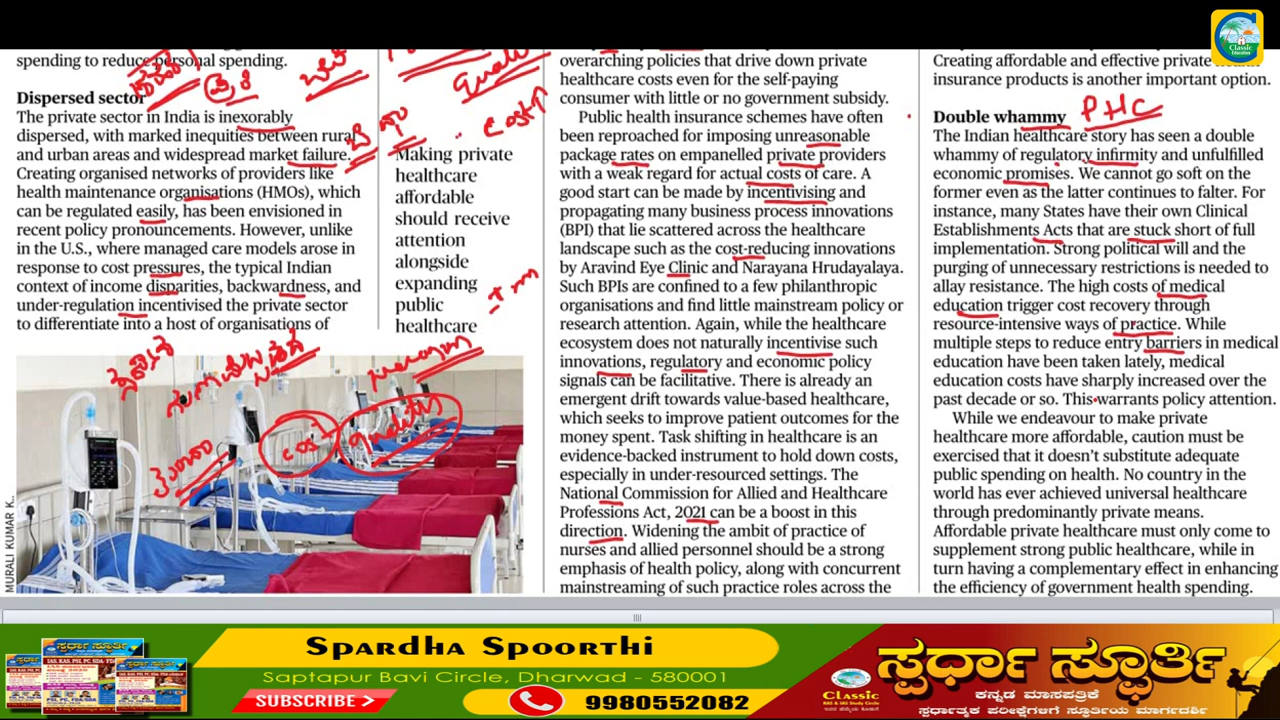 Classic
Education
spending to reduce personal spending.
Dispersed sector
The private sector in India is inexorably
dispersed, with marked inequities between rural
and urban areas and widespread market failure.
Creating organised networks of providers like
health maintenance organisations (HMOs), which
can be regulated easily, has been envisioned in
recent policy pronouncements. However, unlike
in the U.S., where managed care models arose in
response to cost pressures, the typical Indian
context of income disparities, backwardness, and
under-regulation incentivised the private sector
to differentiate into a host of organisations of
quali
cost↑
Making private
healthcare
affordable
should receive
attention
alongside
expanding
public
healthcare
cost
quality
MURALI KUMAR K.
overarching policies that drive down private
healthcare costs even for the self-paying
consumer with little or no government subsidy.
Public health insurance schemes have often
been reproached for imposing unreasonable
package rates on empanelled private providers
with a weak regard for actual costs of care. A
good start can be made by incentivising and
propagating many business process innovations
(BPI) that lie scattered across the healthcare
landscape such as the cost-reducing innovations
by Aravind Eye Clinic and Narayana Hrudayalaya.
Such BPIs are confined to a few philanthropic
organisations and find little mainstream policy or
research attention. Again, while the healthcare
ecosystem does not naturally incentivise such
innovations, regulatory and economic policy
signals can be facilitative. There is already an
emergent drift towards value-based healthcare,
which seeks to improve patient outcomes for the
money spent. Task shifting in healthcare is an
evidence-backed instrument to hold down costs,
especially in under-resourced settings. The
National Commission for Allied and Healthcare
Professions Act, 2021 can be a boost in this
direction. Widening the ambit of practice of
nurses and allied personnel should be a strong
emphasis of health policy, along with concurrent
mainstreaming of such practice roles across the
Creating affordable and effective private health
insurance products is another important option.
Double whammy PHC
The Indian healthcare story has seen a double
whammy of regulatory infirmity and unfulfilled
economic promises. We cannot go soft on the
former even as the latter continues to falter. For
instance, many States have their own Clinical
Establishments Acts that are stuck short of full
implementation. Strong political will and the
purging of unnecessary restrictions is needed to
allay resistance. The high costs of medical
education trigger cost recovery through
resource-intensive ways of practice. While
multiple steps to reduce entry barriers in medical
education have been taken lately, medical
education costs have sharply increased over the
past decade or so. This warrants policy attention.
While we endeavour to make private
healthcare more affordable, caution must be
exercised that it doesn't substitute adequate
public spending on health. No country in the
world has ever achieved universal healthcare
through predominantly private means.
Affordable private healthcare must only come to
supplement strong public healthcare, while in
turn having a complementary effect in enhancing
the efficiency of government health spending.
SPARDHA SPOORTHI
Saptapur Bavi Circle, Dharwad - 580001
SUBSCRIBE
9980552082
Classic
KAS & IAS Study Circle
ಸ್ಪರ್ಧಾ ಸ್ಫೂರ್ತಿ
ಕನ್ನಡ ಮಾಸಪತ್ರಿಕೆ
ಸ್ಪರ್ಧಾತ್ಮಕ ಪರೀಕ್ಷೆಗಳಿಗೆ ಸ್ಫೂರ್ತಿಯ ಮಾರ್ಗದರ್ಶಿ